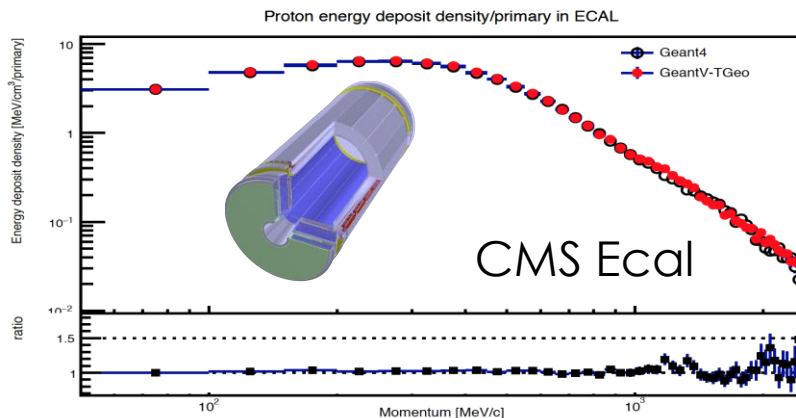 Proton energy deposit density/primary in ECAL
Energy deposit density [MeV/cm³/primary]
10
1
10⁻¹
10⁻²
Geant4
GeantV-TGeo
CMS Ecal
ratio
1.5
1
10²
10³
Momentum [MeV/c]